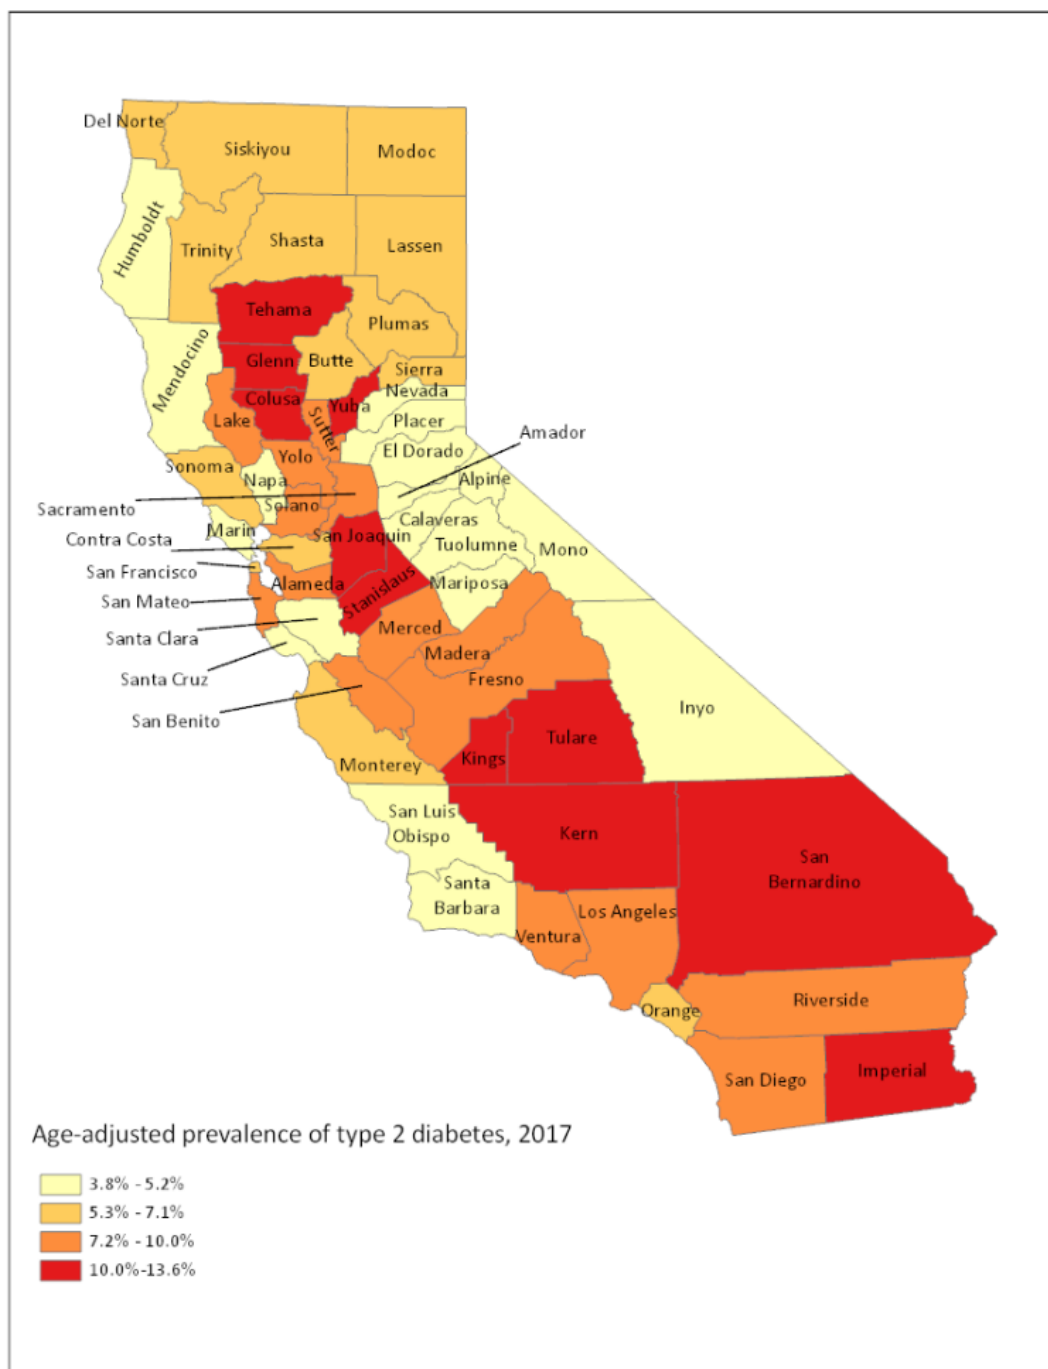 Del Norte
Siskiyou
Modoc
Humboldt
Trinity
Shasta
Lassen
Tehama
Plumas
Mendocino
Glenn
Butte
Sierra
Nevada
Colusa
Yuba
Lake
Sutter
Placer
Amador
El Dorado
Sonoma
Yolo
Napa
Alpine
Sacramento
Solano
Calaveras
Marin
San Joaquin
Contra Costa
Tuolumne
Mono
San Francisco
Alameda
Stanislaus
Mariposa
San Mateo
Merced
Santa Clara
Madera
Santa Cruz
Fresno
San Benito
Inyo
Tulare
Kings
Monterey
San Luis
Obispo
Kern
San
Bernardino
Santa
Barbara
Los Angeles
Ventura
Riverside
Orange
San Diego
Imperial
Age-adjusted prevalence of type 2 diabetes, 2017
3.8% - 5.2%
5.3% - 7.1%
7.2% - 10.0%
10.0%-13.6%